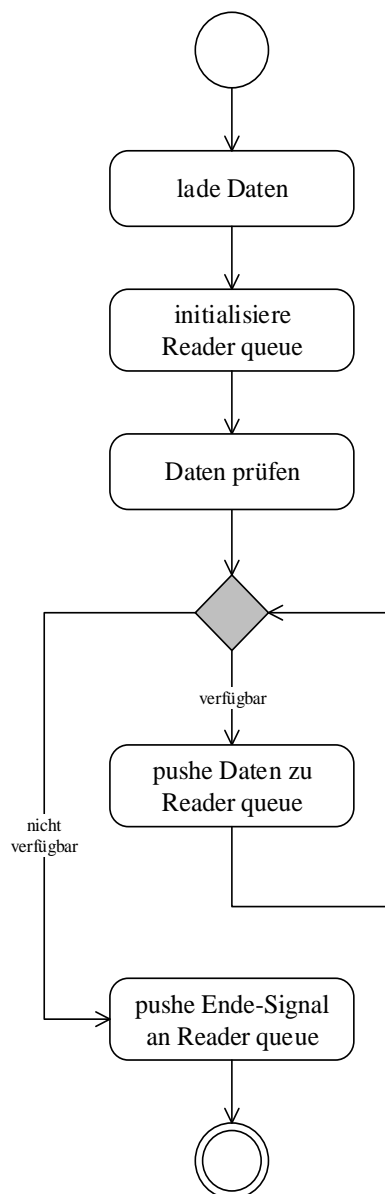 lade Daten
initialisiere
Reader queue
Daten prüfen
verfügbar
pushe Daten zu
Reader queue
nicht
verfügbar
pushe Ende-Signal
an Reader queue